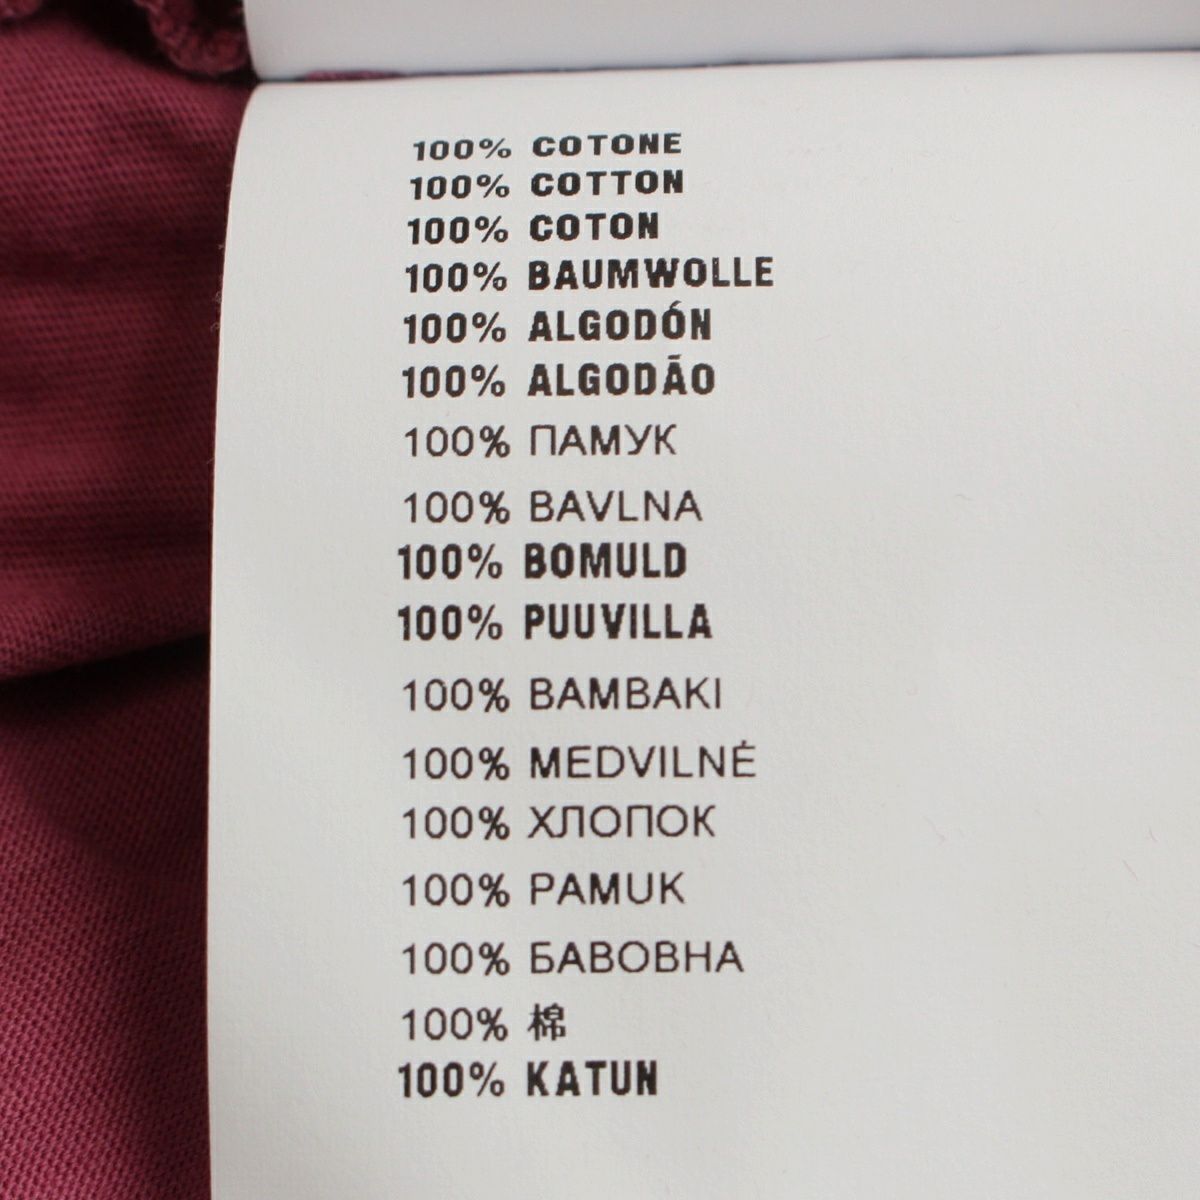 100% COTONE
100% COTTON
100% COTON
100% BAUMWOLLE
100% ALGODÓN
100% ALGODÃO
100% ПАМУК
100% BAVLNA
100% BOMULD
100% PUUVILLA
100% BAMBAKI
100% MEDVILNĖ
100% ХЛОПОК
100% PAMUK
100% БАВОВНА
100% 棉
100% KATUN